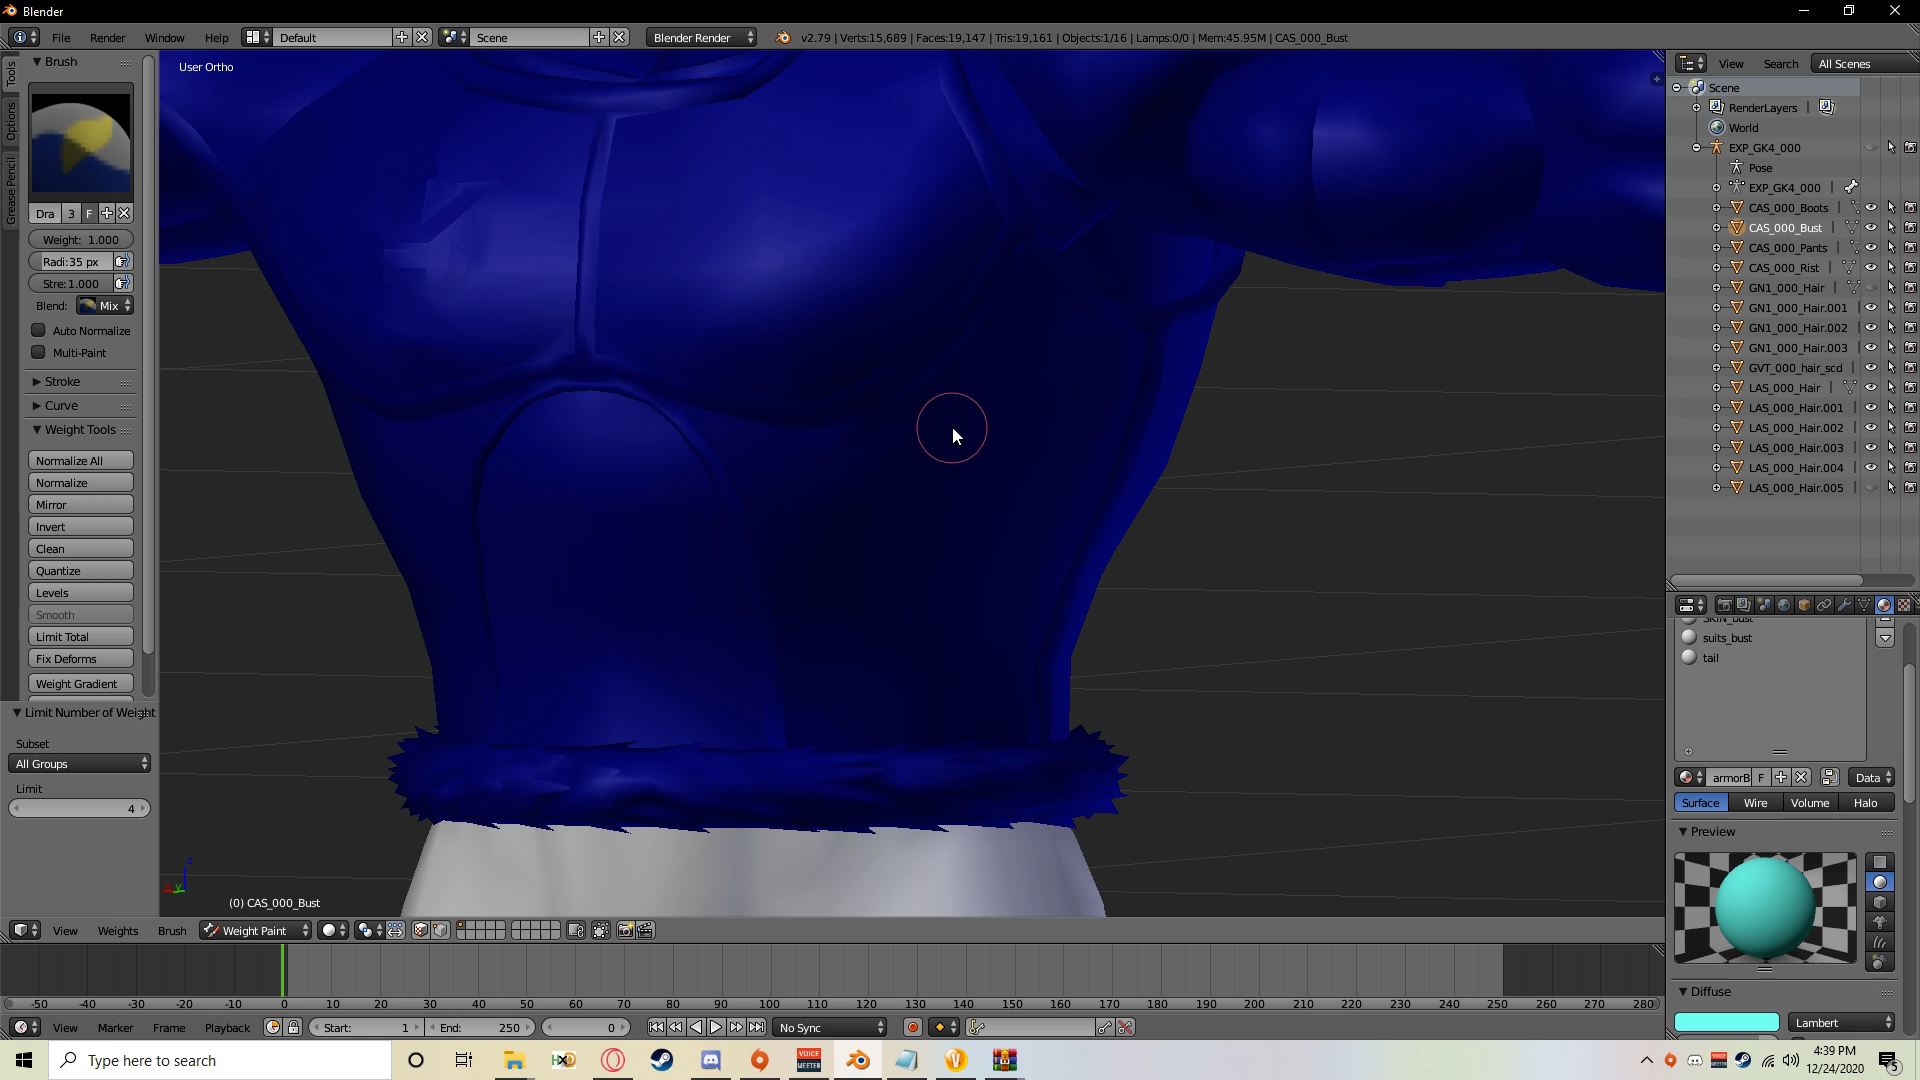 Blender
File Render Window Help Default Scene Blender Render v2.79 | Verts:15,689 | Faces:19,147 | Tris:19,161 | Objects:1/16 | Lamps:0/0 | Mem:45.95M | CAS_000_Bust
Tools
Options
Grease Pencil
Brush
Dra 3 F
Weight: 1.000
Radi:35 px
Stre:1.000
Blend: Mix
Auto Normalize
Multi-Paint
Stroke
Curve
Weight Tools
Normalize All
Normalize
Mirror
Invert
Clean
Quantize
Levels
Smooth
Limit Total
Fix Deforms
Weight Gradient
Limit Number of Weight
Subset
All Groups
Limit
4
User Ortho
z
x y
(0) CAS_000_Bust
View Weights Brush Weight Paint
View Search All Scenes
Scene
RenderLayers |
World
EXP_GK4_000
Pose
EXP_GK4_000 |
CAS_000_Boots |
CAS_000_Bust |
CAS_000_Pants |
CAS_000_Rist |
GN1_000_Hair |
GN1_000_Hair.001 |
GN1_000_Hair.002 |
GN1_000_Hair.003 |
GVT_000_hair_scd |
LAS_000_Hair |
LAS_000_Hair.001 |
LAS_000_Hair.002 |
LAS_000_Hair.003 |
LAS_000_Hair.004 |
LAS_000_Hair.005 |
SKIN_bust
suits_bust
tail
armorB F Data
Surface Wire Volume Halo
Preview
Diffuse
Lambert
-50 -40 -30 -20 -10 0 10 20 30 40 50 60 70 80 90 100 110 120 130 140 150 160 170 180 190 200 210 220 230 240 250 260 270 280
View Marker Frame Playback Start: 1 End: 250 0 No Sync
Type here to search
HXD
VOICE MEETER
4:39 PM
12/24/2020
5